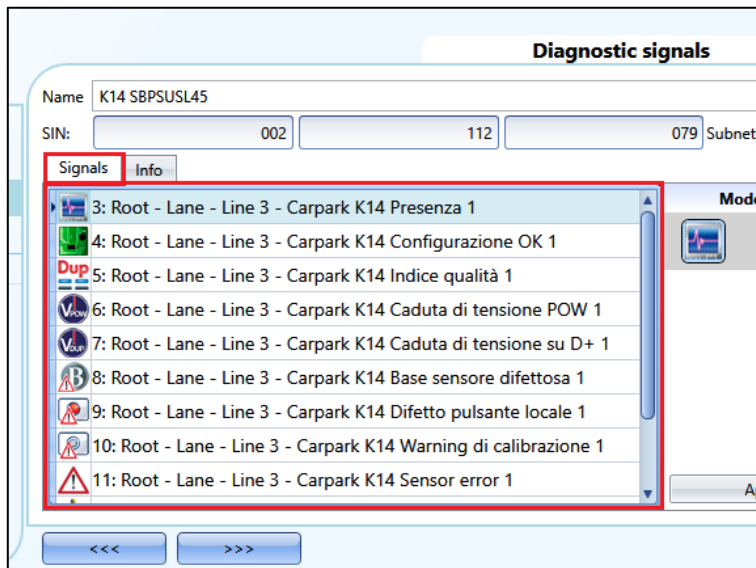 Diagnostic signals
Name K14 SBPSUSL45
SIN: 002 112 079 Subnet
Signals Info
3: Root - Lane - Line 3 - Carpark K14 Presenza 1
4: Root - Lane - Line 3 - Carpark K14 Configurazione OK 1
Dup 5: Root - Lane - Line 3 - Carpark K14 Indice qualità 1
VPOW 6: Root - Lane - Line 3 - Carpark K14 Caduta di tensione POW 1
VDUP 7: Root - Lane - Line 3 - Carpark K14 Caduta di tensione su D+ 1
B 8: Root - Lane - Line 3 - Carpark K14 Base sensore difettosa 1
9: Root - Lane - Line 3 - Carpark K14 Difetto pulsante locale 1
10: Root - Lane - Line 3 - Carpark K14 Warning di calibrazione 1
11: Root - Lane - Line 3 - Carpark K14 Sensor error 1
<<< >>>